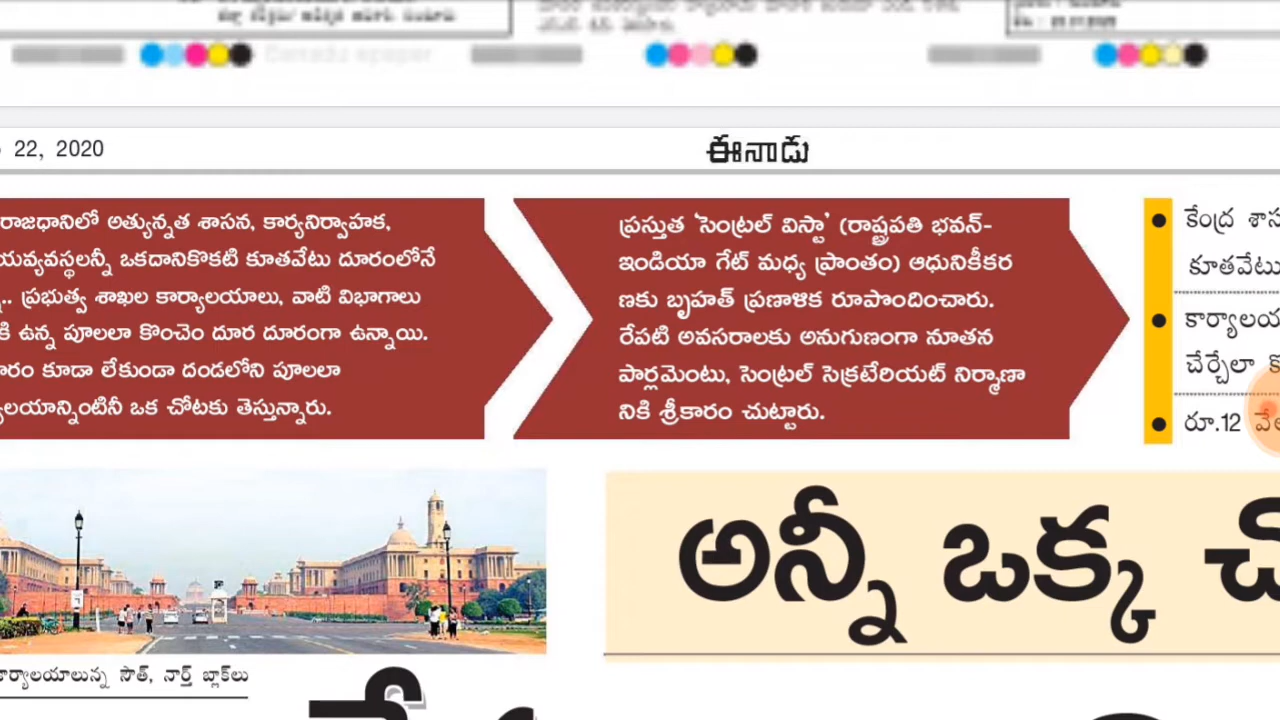 22, 2020
ఈనాడు
రాజధానిలో అత్యున్నత శాసన, కార్యనిర్వాహక,
యవ్యవస్థలన్నీ ఒకదానికొకటి కూతవేటు దూరంలోనే
.. ప్రభుత్వ శాఖల కార్యాలయాలు, వాటి విభాగాలు
కి ఉన్న పూలలా కొంచెం దూర దూరంగా ఉన్నాయి.
కూడా లేకుండా దండలోని పూలలా
ఒక చోటకు తెస్తున్నారు.
ప్రస్తుత 'సెంట్రల్ విస్టా' (రాష్ట్రపతి భవన్-
ఇండియా గేట్ మధ్య ప్రాంతం) ఆధునికీకర
ణకు బృహత్ ప్రణాళిక రూపొందించారు.
రేపటి అవసరాలకు అనుగుణంగా నూతన
పార్లమెంటు, సెంట్రల్ సెక్రటేరియట్ నిర్మాణా
నికి శ్రీకారం చుట్టారు.
• కేంద్ర శాస
కూతవేటు
• కార్యాలయ
చేర్చేలా
• రూ.12 వేల
అన్నీ ఒక్క
ర్యాలయాలున్న సౌత్, నార్త్ బ్లాక్‌లు